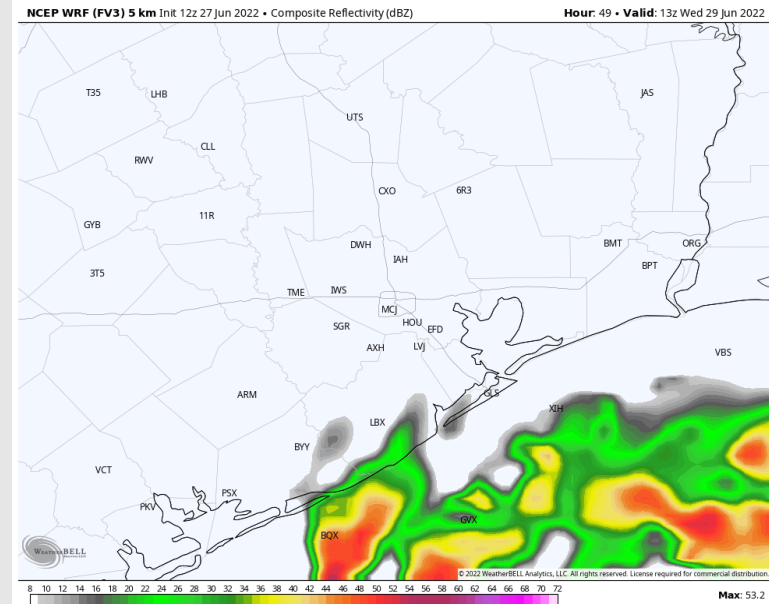 NCEP WRF (FV3) 5 km Init 12z 27 Jun 2022 • Composite Reflectivity (dBZ)
Hour: 49 • Valid: 13z Wed 29 Jun 2022
T35
LHB
JAS
UTS
CLL
RWV
CXO
6R3
11R
GYB
DWH
BMT
ORG
IAH
BPT
3T5
TME
IWS
MCJ
SGR
HOU
EFD
AXH
LVJ
VBS
GLS
ARM
XIH
LBX
BYY
VCT
PSX
PKV
GVX
BQX
WEATHERBELL
© 2022 WeatherBELL Analytics, LLC. All rights reserved. License required for commercial distribution.
8 10 12 14 16 18 20 22 24 26 28 30 32 34 36 38 40 42 44 46 48 50 52 54 56 58 60 62 64 66 68 70 72
Max: 53.2